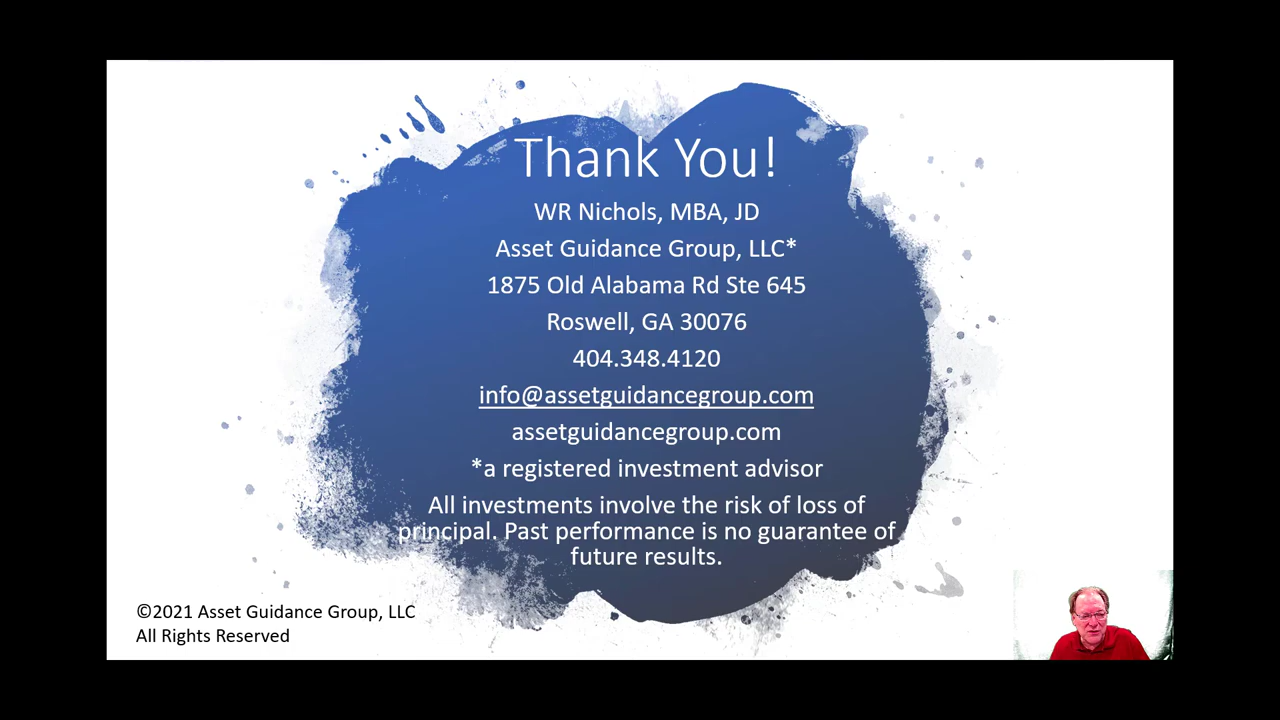 Thank You!
WR Nichols, MBA, JD
Asset Guidance Group, LLC*
1875 Old Alabama Rd Ste 645
Roswell, GA 30076
404.348.4120
info@assetguidancegroup.com
assetguidancegroup.com
*a registered investment advisor
All investments involve the risk of loss of
principal. Past performance is no guarantee of
future results.
©2021 Asset Guidance Group, LLC
All Rights Reserved